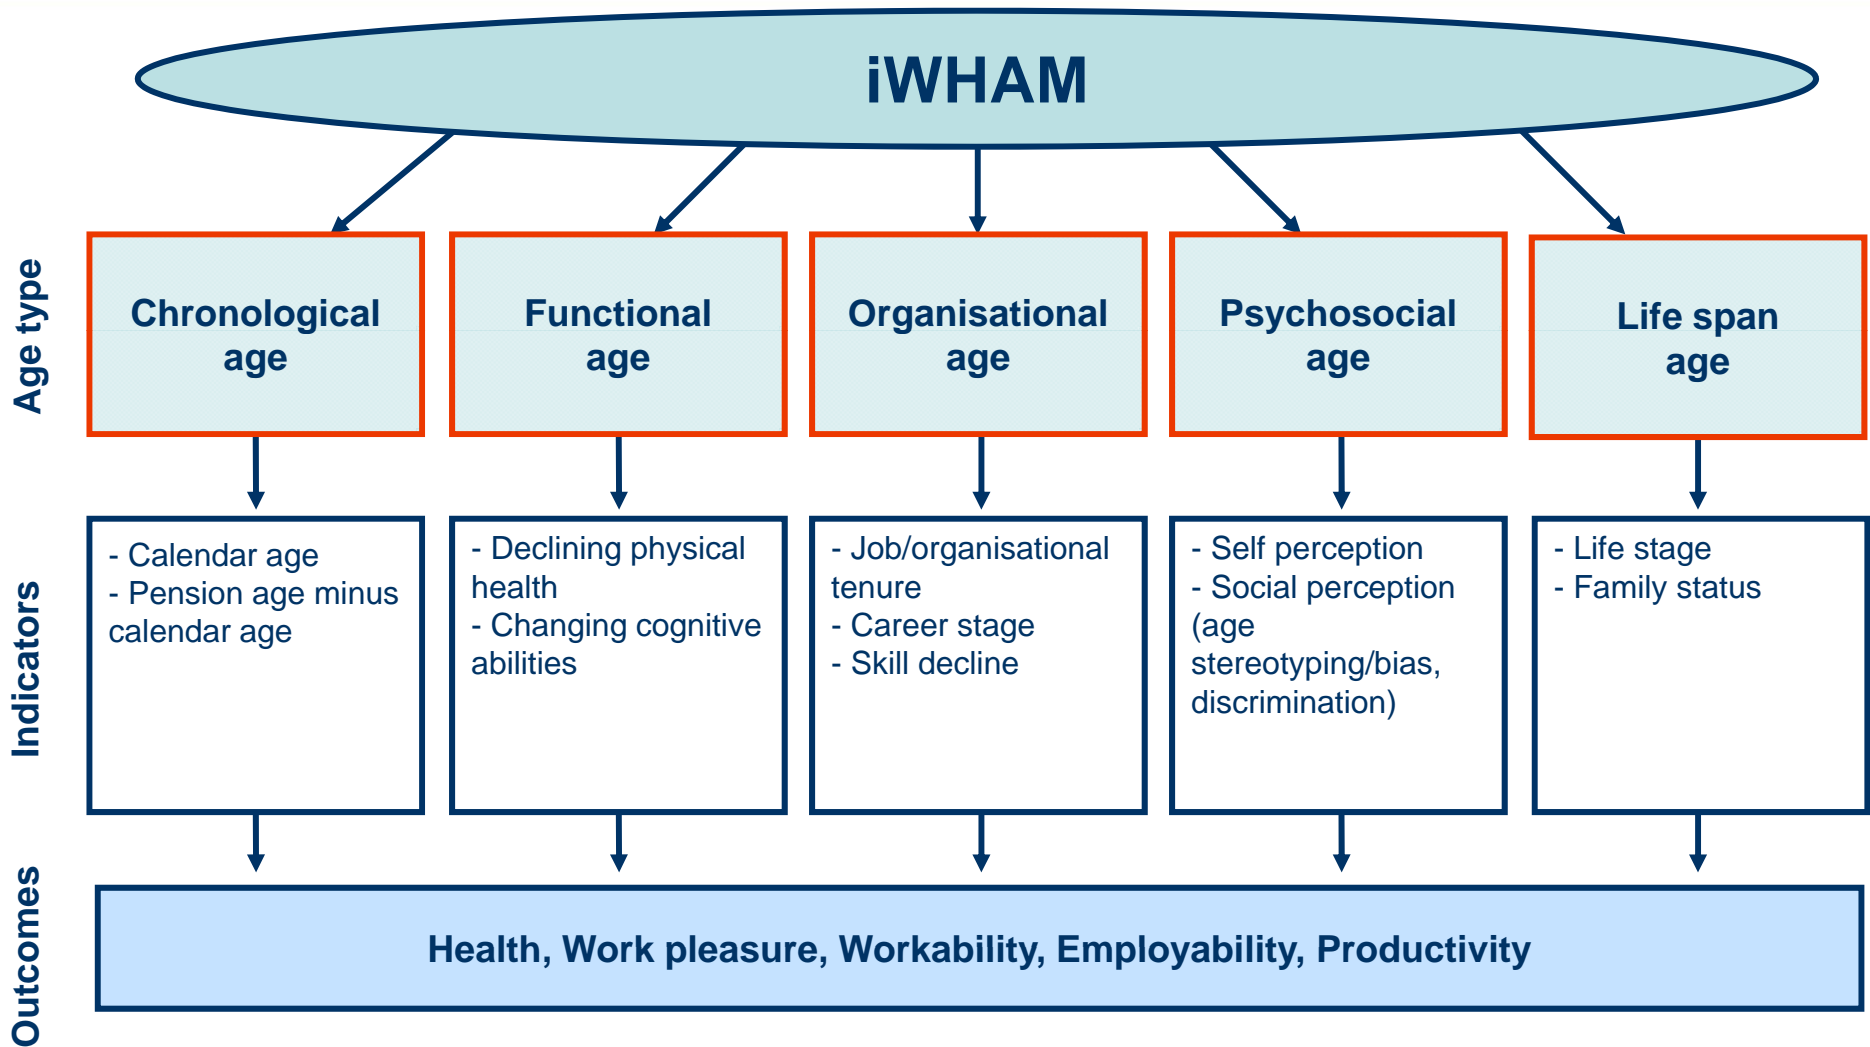 iWHAM
Age type
Chronological
age
Functional
age
Organisational
age
Psychosocial
age
Life span
age
Indicators
- Calendar age
- Pension age minus
calendar age
- Declining physical
health
- Changing cognitive
abilities
- Job/organisational
tenure
- Career stage
- Skill decline
- Self perception
- Social perception
(age
stereotyping/bias,
discrimination)
- Life stage
- Family status
Outcomes
Health, Work pleasure, Workability, Employability, Productivity